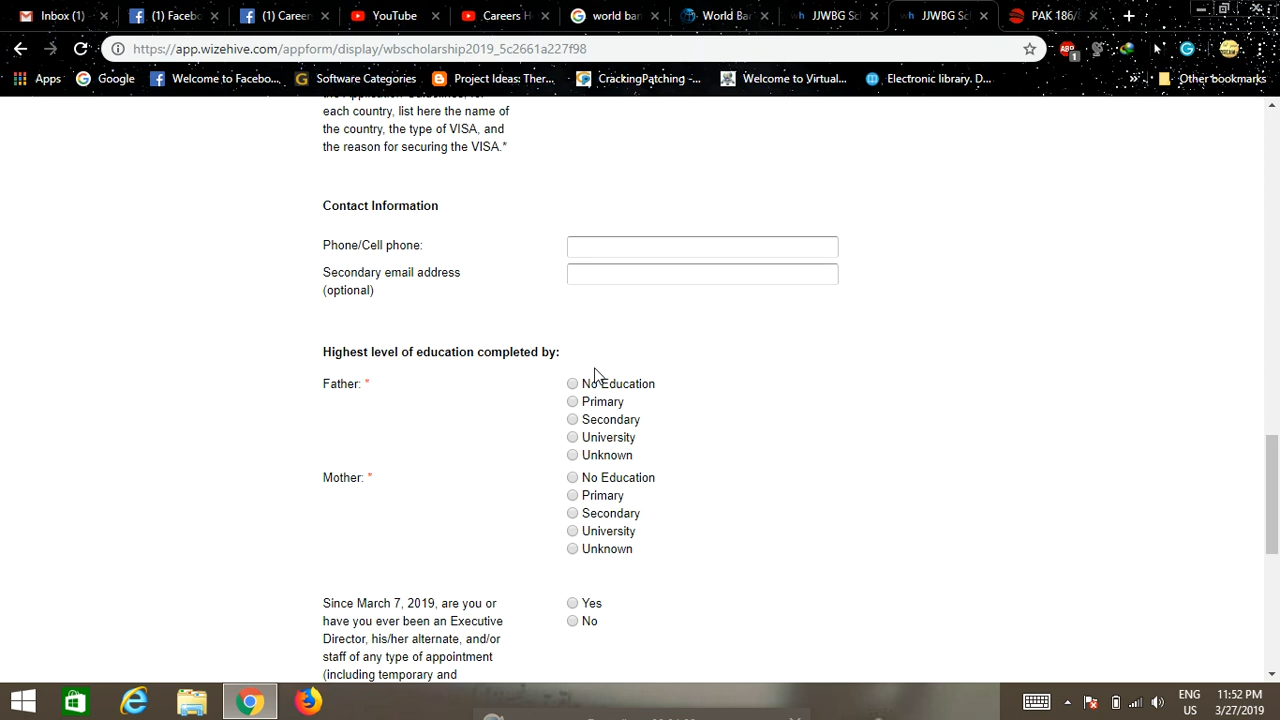 Inbox (1)
(1) Facebo
(1) Career
YouTube
Careers H
world ban
World Ba
JJWBG Sc
JJWBG Sc
PAK 186/8
https://app.wizehive.com/appform/display/wbscholarship2019_5c2661a227f98
ABP
1
Apps
Google
Welcome to Facebo...
Software Categories
Project Ideas: Ther...
CrackingPatching -...
Welcome to Virtual...
Electronic library. D...
»
Other bookmarks
each country, list here the name of
the country, the type of VISA, and
the reason for securing the VISA.*
Contact Information
Phone/Cell phone:
Secondary email address
(optional)
Highest level of education completed by:
Father: *
No Education
Primary
Secondary
University
Unknown
Mother: *
No Education
Primary
Secondary
University
Unknown
Since March 7, 2019, are you or
have you ever been an Executive
Director, his/her alternate, and/or
staff of any type of appointment
(including temporary and
Yes
No
ENG
US
11:52 PM
3/27/2019